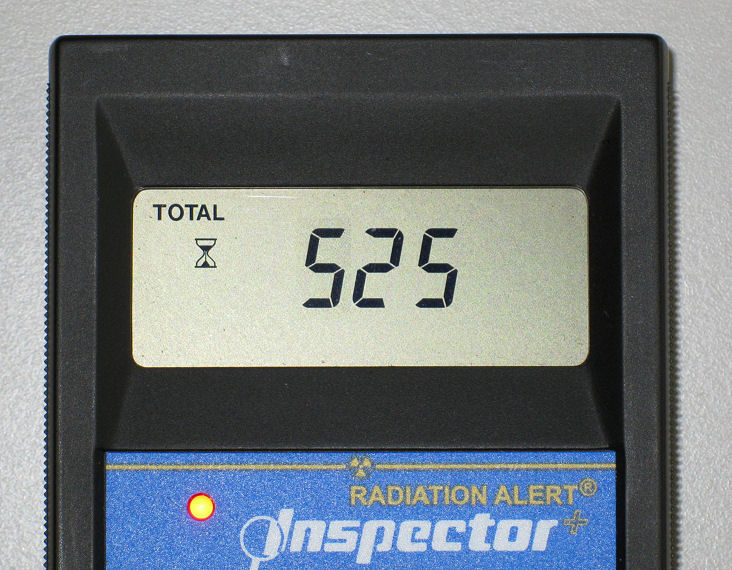 TOTAL
525
RADIATION ALERT®
Inspector+